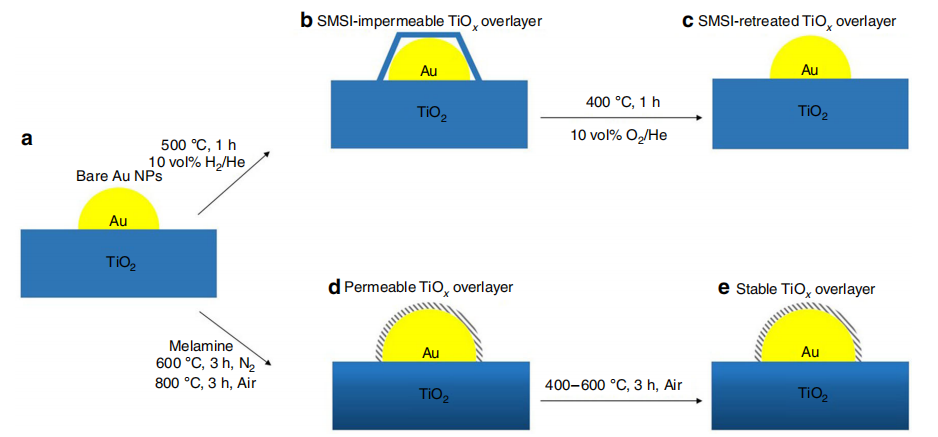 a
Bare Au NPs
Au
TiO₂
500 °C, 1 h
10 vol% H₂/He
b SMSI-impermeable TiOₓ overlayer
Au
TiO₂
400 °C, 1 h
10 vol% O₂/He
c SMSI-retreated TiOₓ overlayer
Au
TiO₂
Melamine
600 °C, 3 h, N₂
800 °C, 3 h, Air
d Permeable TiOₓ overlayer
Au
TiO₂
400–600 °C, 3 h, Air
e Stable TiOₓ overlayer
Au
TiO₂